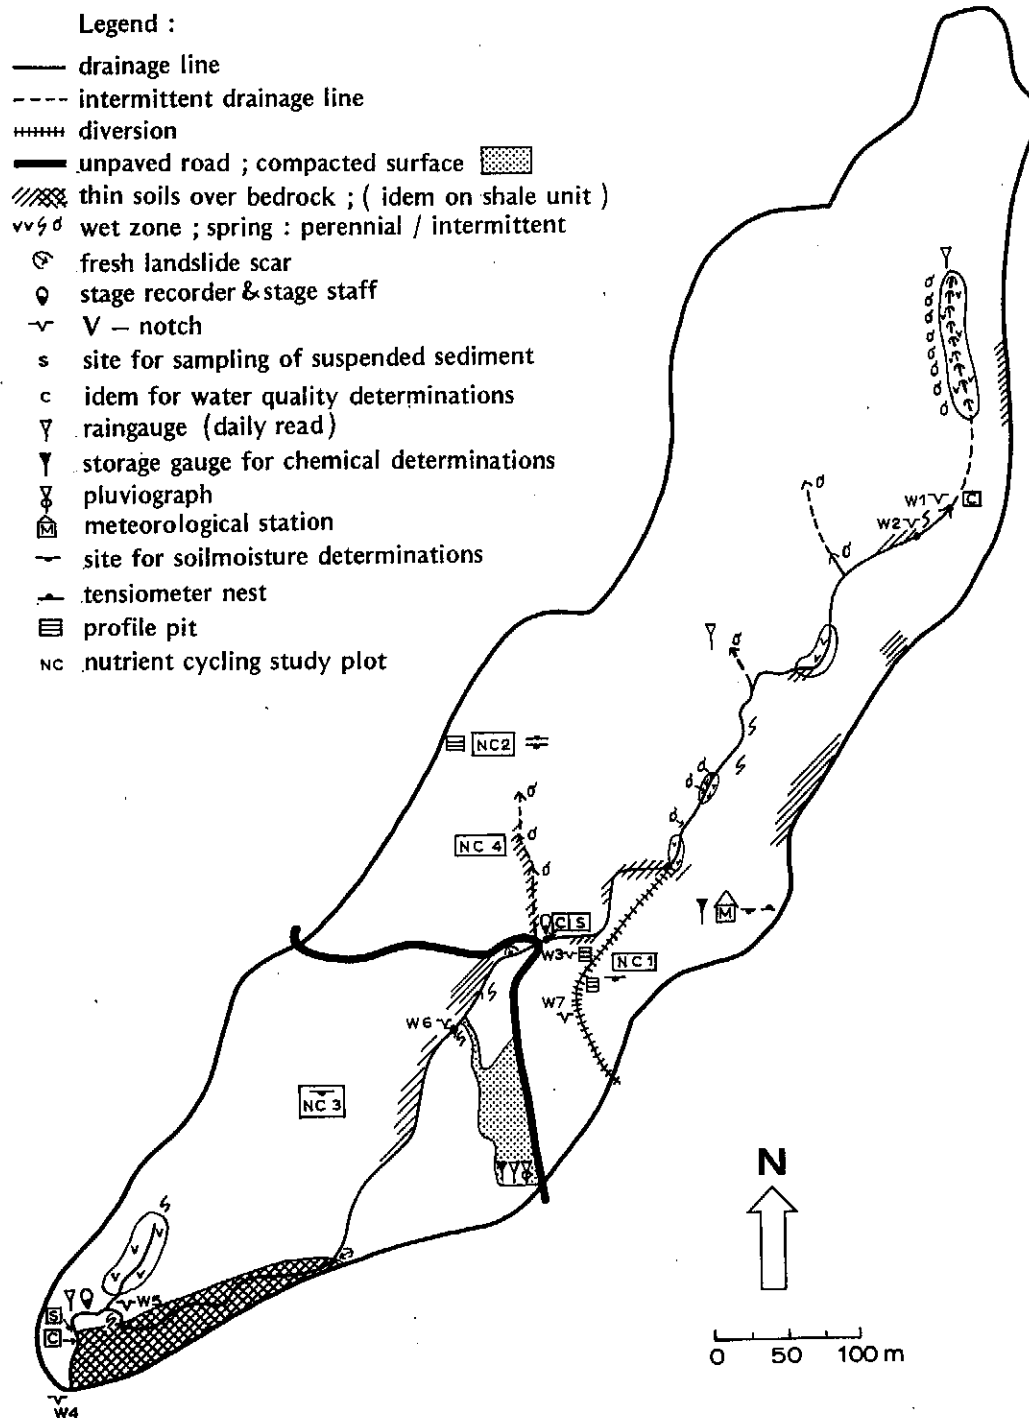 Legend :
drainage line
intermittent drainage line
diversion
unpaved road ; compacted surface
thin soils over bedrock ; ( idem on shale unit )
wet zone ; spring : perennial / intermittent
fresh landslide scar
stage recorder & stage staff
V – notch
s site for sampling of suspended sediment
c idem for water quality determinations
raingauge (daily read)
storage gauge for chemical determinations
pluviograph
M meteorological station
site for soilmoisture determinations
tensiometer nest
profile pit
NC nutrient cycling study plot
W1
C
W2
NC2
NC 4
C S
M
W3
NC1
W7
W6
NC 3
N
W5
S
C
0 50 100 m
W4